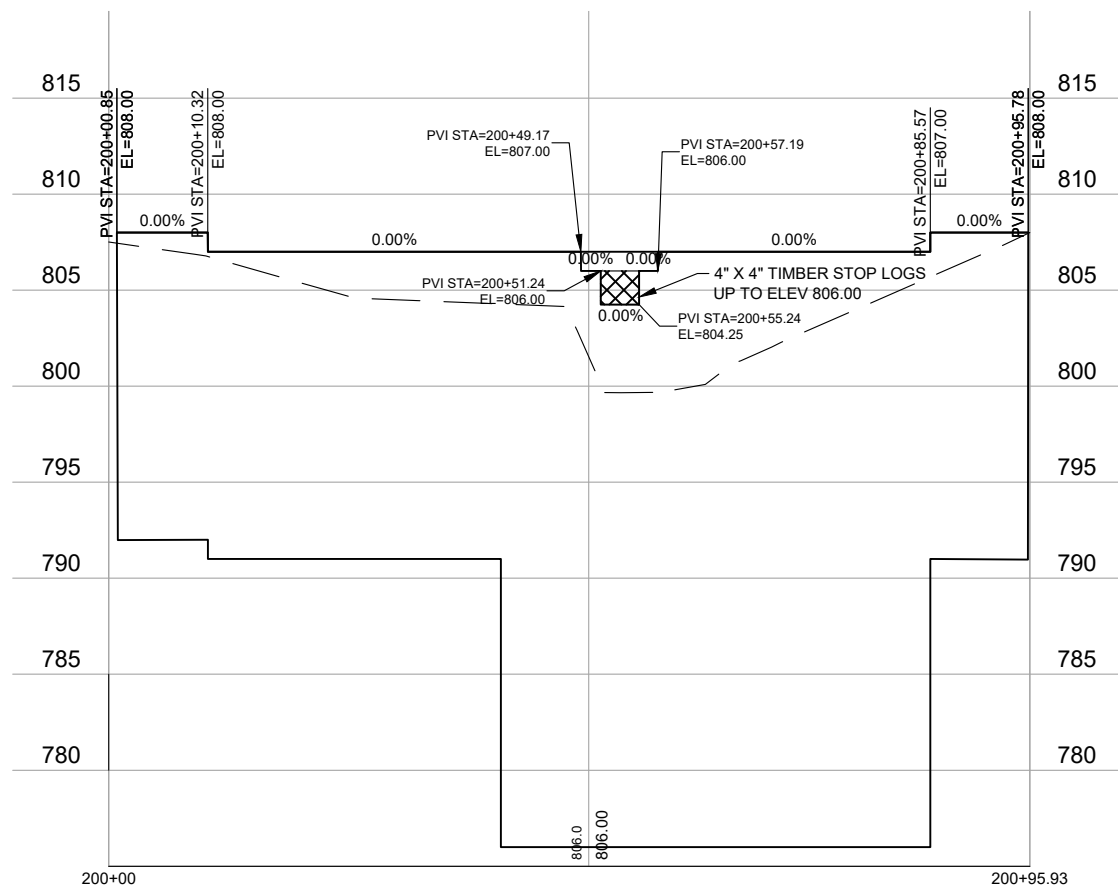 815
815
PVI STA=200+00.85
EL=808.00
PVI STA=200+10.32
EL=808.00
PVI STA=200+49.17
EL=807.00
PVI STA=200+57.19
EL=806.00
PVI STA=200+85.57
EL=807.00
PVI STA=200+95.78
EL=808.00
810
810
0.00%
0.00%
0.00%
0.00%
0.00%
0.00%
805
805
PVI STA=200+51.24
EL=806.00
4" X 4" TIMBER STOP LOGS
UP TO ELEV 806.00
0.00%
PVI STA=200+55.24
EL=804.25
800
800
795
795
790
790
785
785
780
780
806.0
806.00
200+00
200+95.93